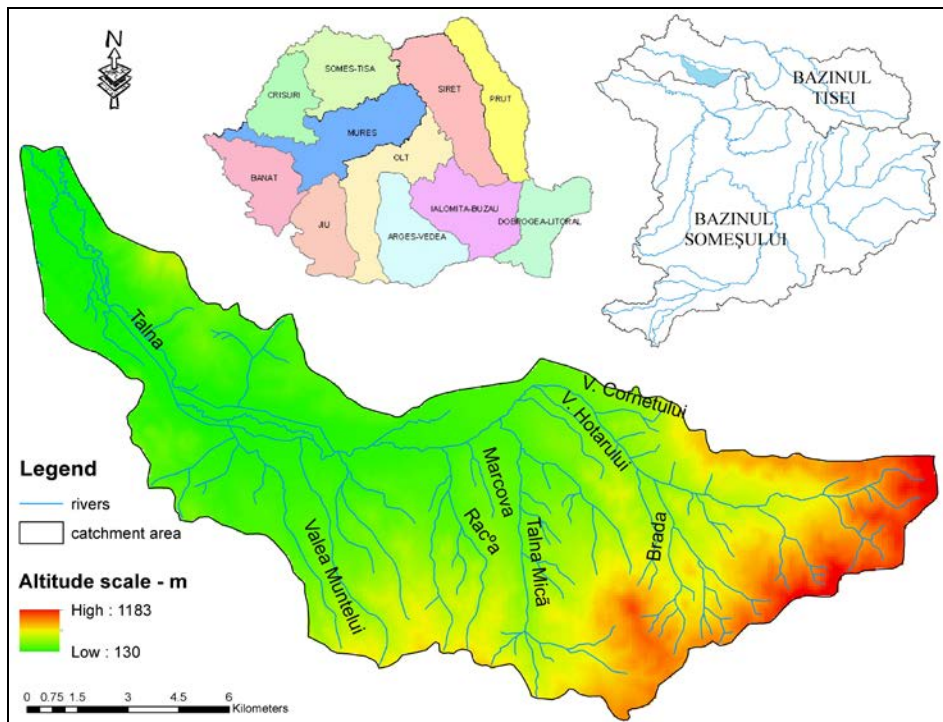 N
SOMES-TISA
CRISURI
SIRET
PRUT
MURES
OLT
BANAT
JIU
IALOMITA-BUZAU
ARGES-VEDEA
DOBROGEA-LITORAL
BAZINUL
TISEI
BAZINUL
SOMEŞULUI
Talna
V. Cornetului
V. Hotarului
Marcova
Racºa
Talna Mică
Brada
Valea Muntelui
Legend
rivers
catchment area
Altitude scale - m
High : 1183
Low : 130
0 0.75 1.5 3 4.5 6
Kilometers